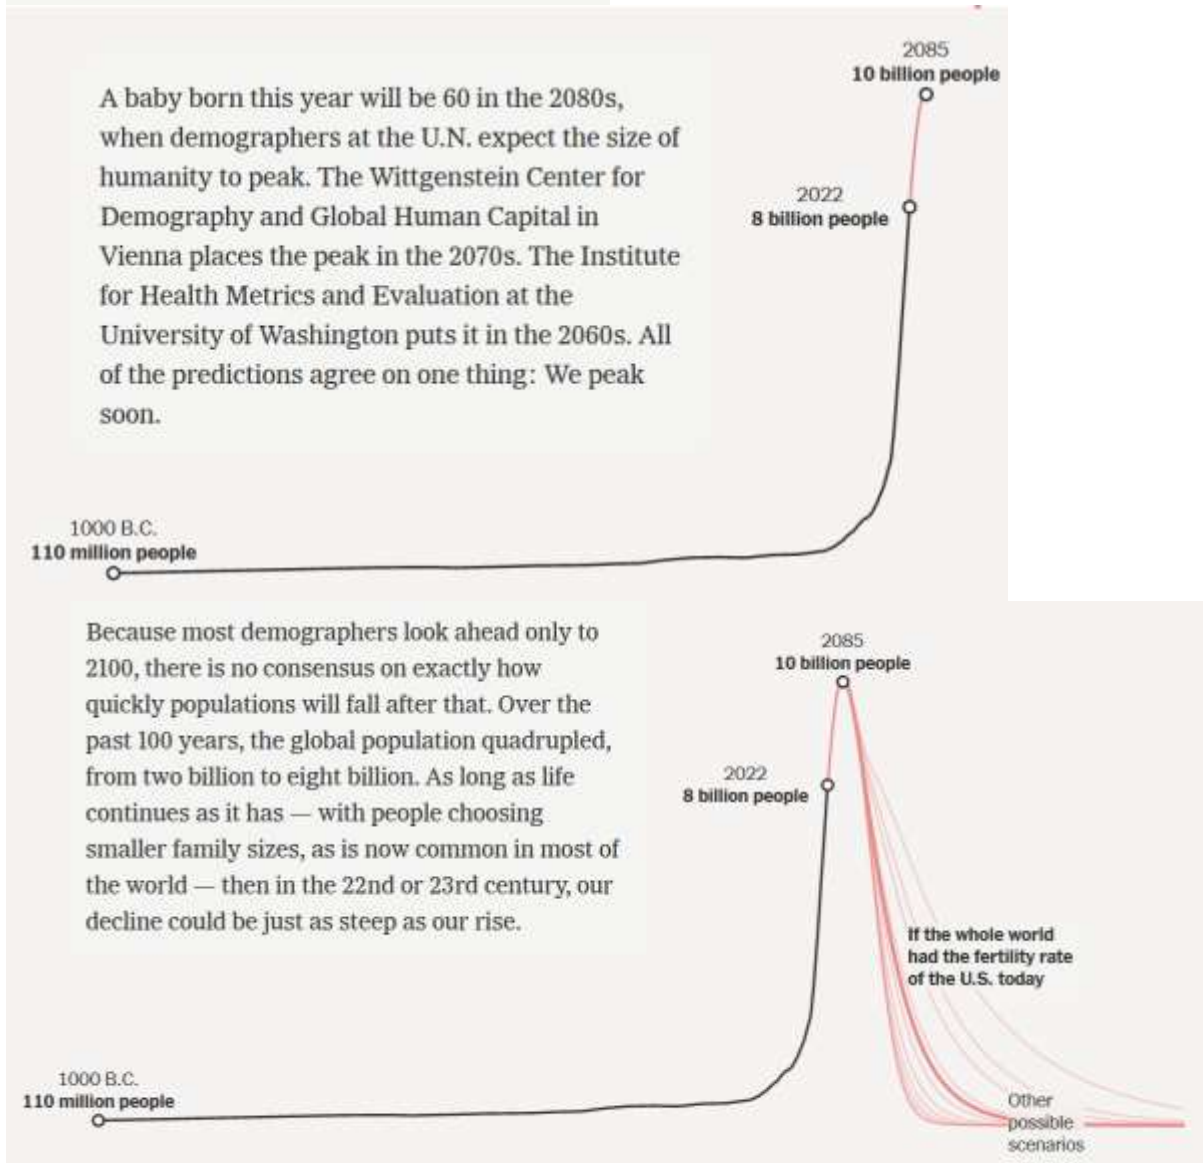 2085
10 billion people
A baby born this year will be 60 in the 2080s,
when demographers at the U.N. expect the size of
humanity to peak. The Wittgenstein Center for
Demography and Global Human Capital in
Vienna places the peak in the 2070s. The Institute
for Health Metrics and Evaluation at the
University of Washington puts it in the 2060s. All
of the predictions agree on one thing: We peak
soon.
2022
8 billion people
1000 B.C.
110 million people
Because most demographers look ahead only to
2100, there is no consensus on exactly how
quickly populations will fall after that. Over the
past 100 years, the global population quadrupled,
from two billion to eight billion. As long as life
continues as it has — with people choosing
smaller family sizes, as is now common in most of
the world — then in the 22nd or 23rd century, our
decline could be just as steep as our rise.
2085
10 billion people
2022
8 billion people
If the whole world
had the fertility rate
of the U.S. today
1000 B.C.
110 million people
Other
possible
scenarios